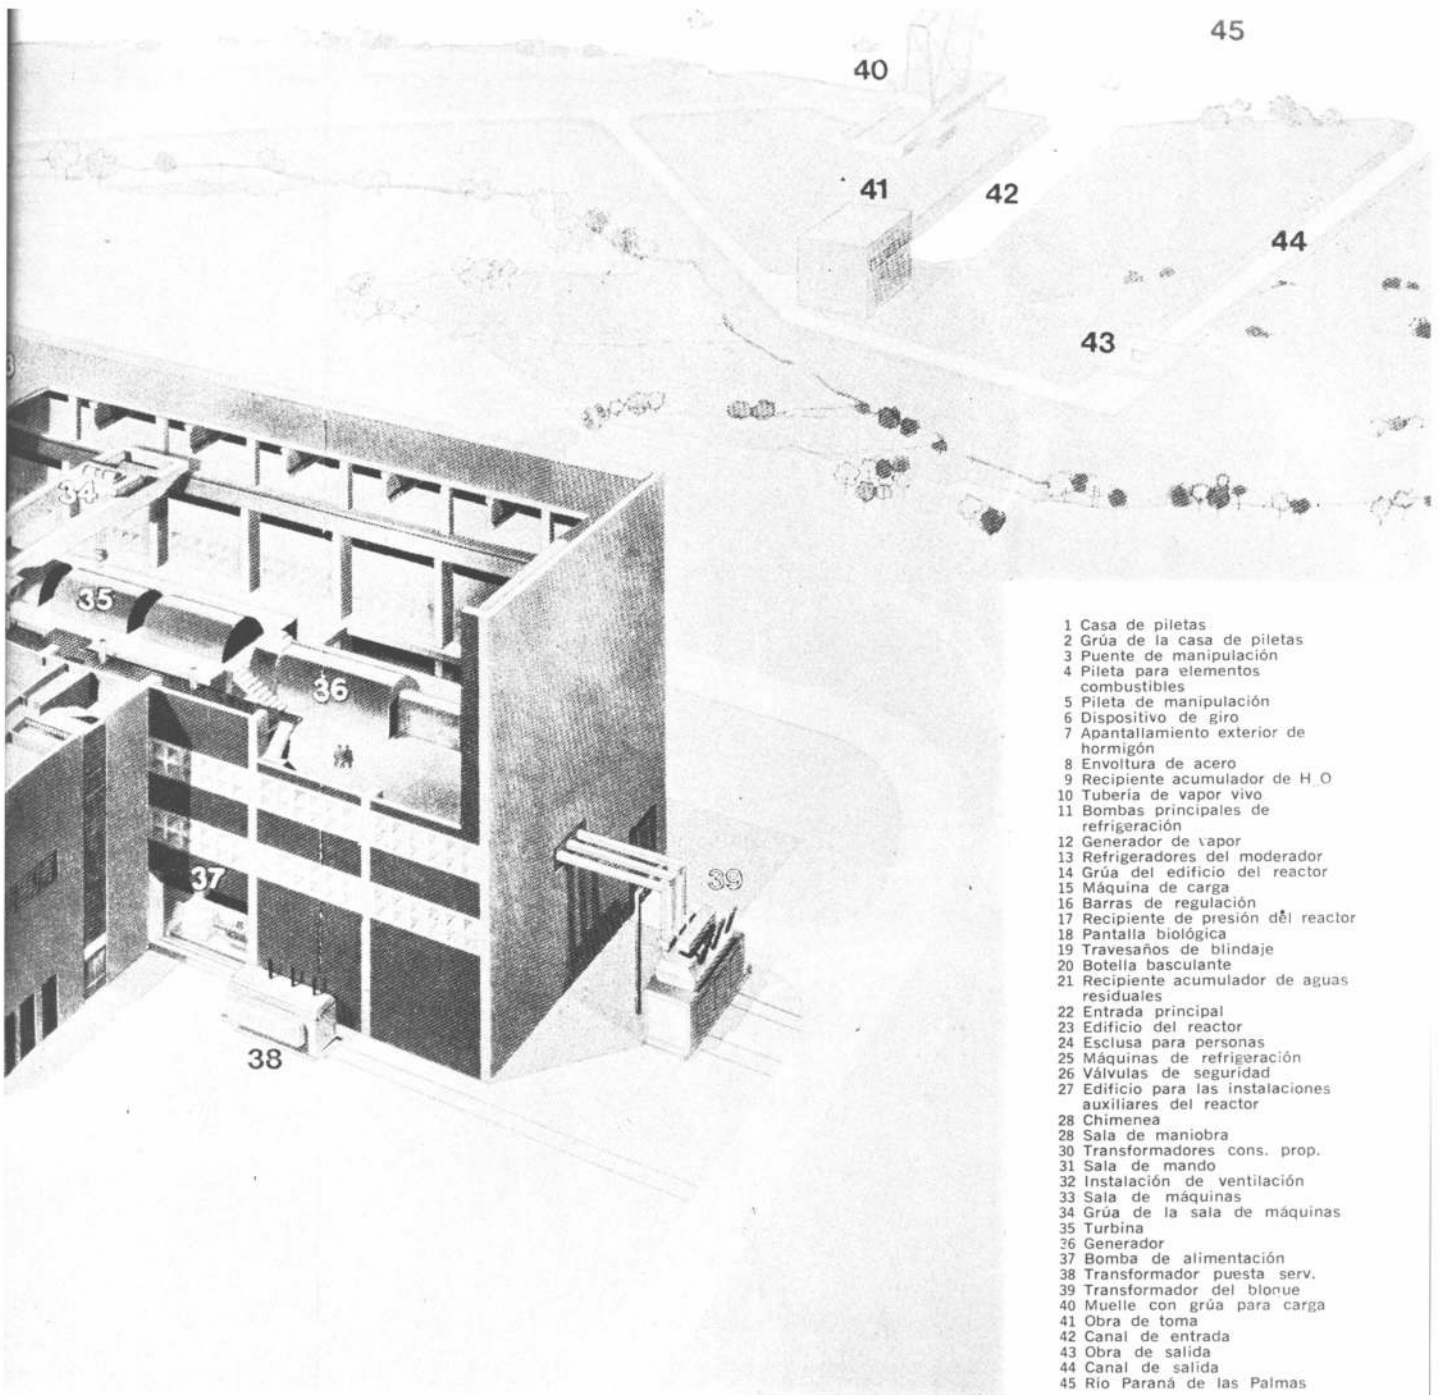 45
40
41
42
44
43
34
35
36
37
39
38
1 Casa de piletas
2 Grúa de la casa de piletas
3 Puente de manipulación
4 Pileta para elementos
combustibles
5 Pileta de manipulación
6 Dispositivo de giro
7 Apantallamiento exterior de
hormigón
8 Envoltura de acero
9 Recipiente acumulador de H O
10 Tubería de vapor vivo
11 Bombas principales de
refrigeración
12 Generador de vapor
13 Refrigeradores del moderador
14 Grúa del edificio del reactor
15 Máquina de carga
16 Barras de regulación
17 Recipiente de presión del reactor
18 Pantalla biológica
19 Travesaños de blindaje
20 Botella basculante
21 Recipiente acumulador de aguas
residuales
22 Entrada principal
23 Edificio del reactor
24 Esclusa para personas
25 Máquinas de refrigeración
26 Válvulas de seguridad
27 Edificio para las instalaciones
auxiliares del reactor
28 Chimenea
28 Sala de maniobra
30 Transformadores cons. prop.
31 Sala de mando
32 Instalación de ventilación
33 Sala de máquinas
34 Grúa de la sala de máquinas
35 Turbina
36 Generador
37 Bomba de alimentación
38 Transformador puesta serv.
39 Transformador del bloque
40 Muelle con grúa para carga
41 Obra de toma
42 Canal de entrada
43 Obra de salida
44 Canal de salida
45 Río Paraná de las Palmas